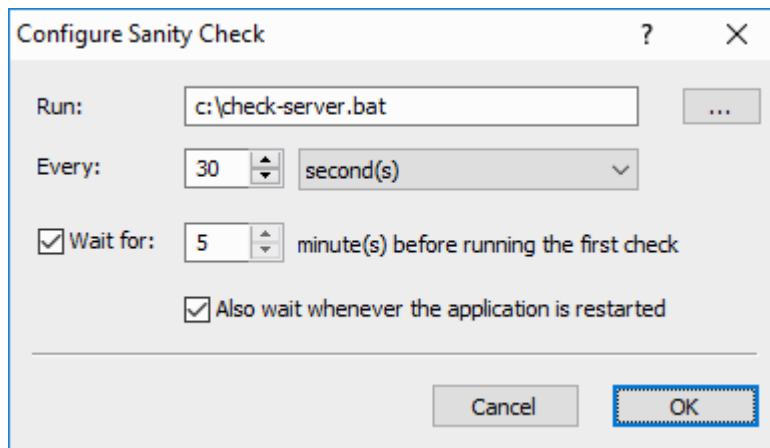 Configure Sanity Check ?
Run: c:\check-server.bat ...
Every: 30 second(s)
Wait for: 5 minute(s) before running the first check
Also wait whenever the application is restarted
Cancel OK